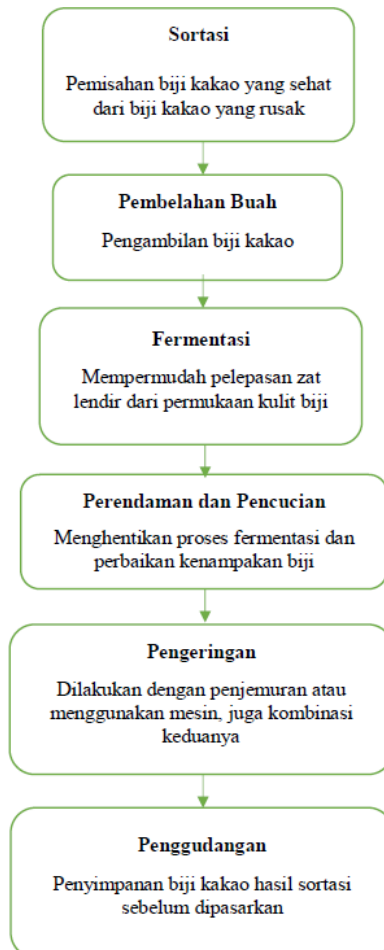 Sortasi
Pemisahan biji kakao yang sehat
dari biji kakao yang rusak
Pembelahan Buah
Pengambilan biji kakao
Fermentasi
Mempermudah pelepasan zat
lendir dari permukaan kulit biji
Perendaman dan Pencucian
Menghentikan proses fermentasi dan
perbaikan kenampakan biji
Pengeringan
Dilakukan dengan penjemuran atau
menggunakan mesin, juga kombinasi
keduanya
Penggudangan
Penyimpanan biji kakao hasil sortasi
sebelum dipasarkan